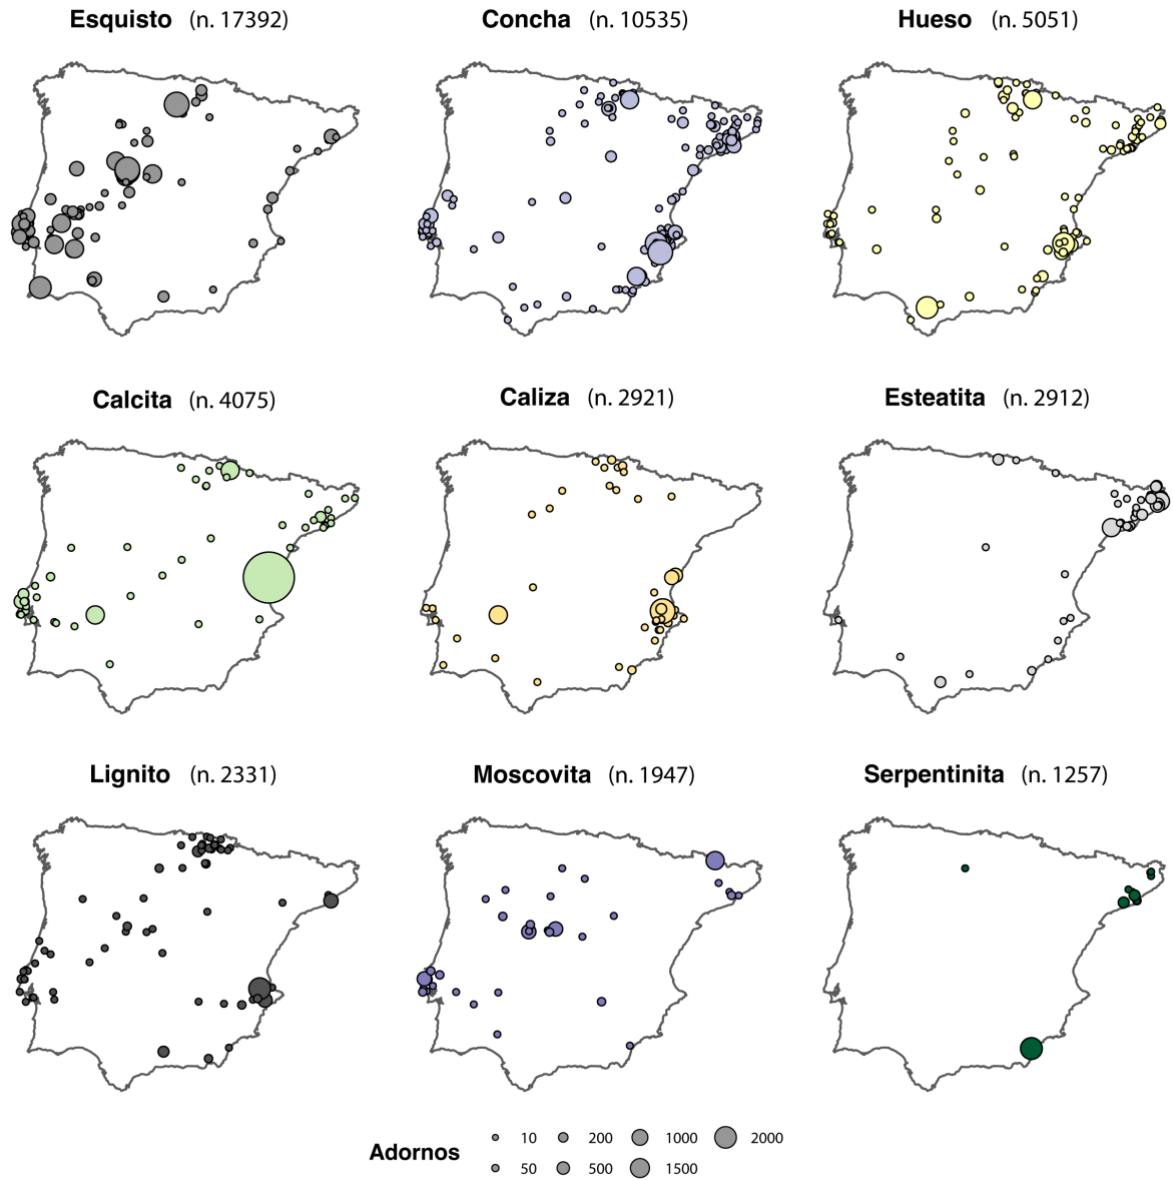 Esquisto (n. 17392)
Concha (n. 10535)
Hueso (n. 5051)
Calcita (n. 4075)
Caliza (n. 2921)
Esteatita (n. 2912)
Lignito (n. 2331)
Moscovita (n. 1947)
Serpentinita (n. 1257)
Adornos
10 200 1000 2000
50 500 1500